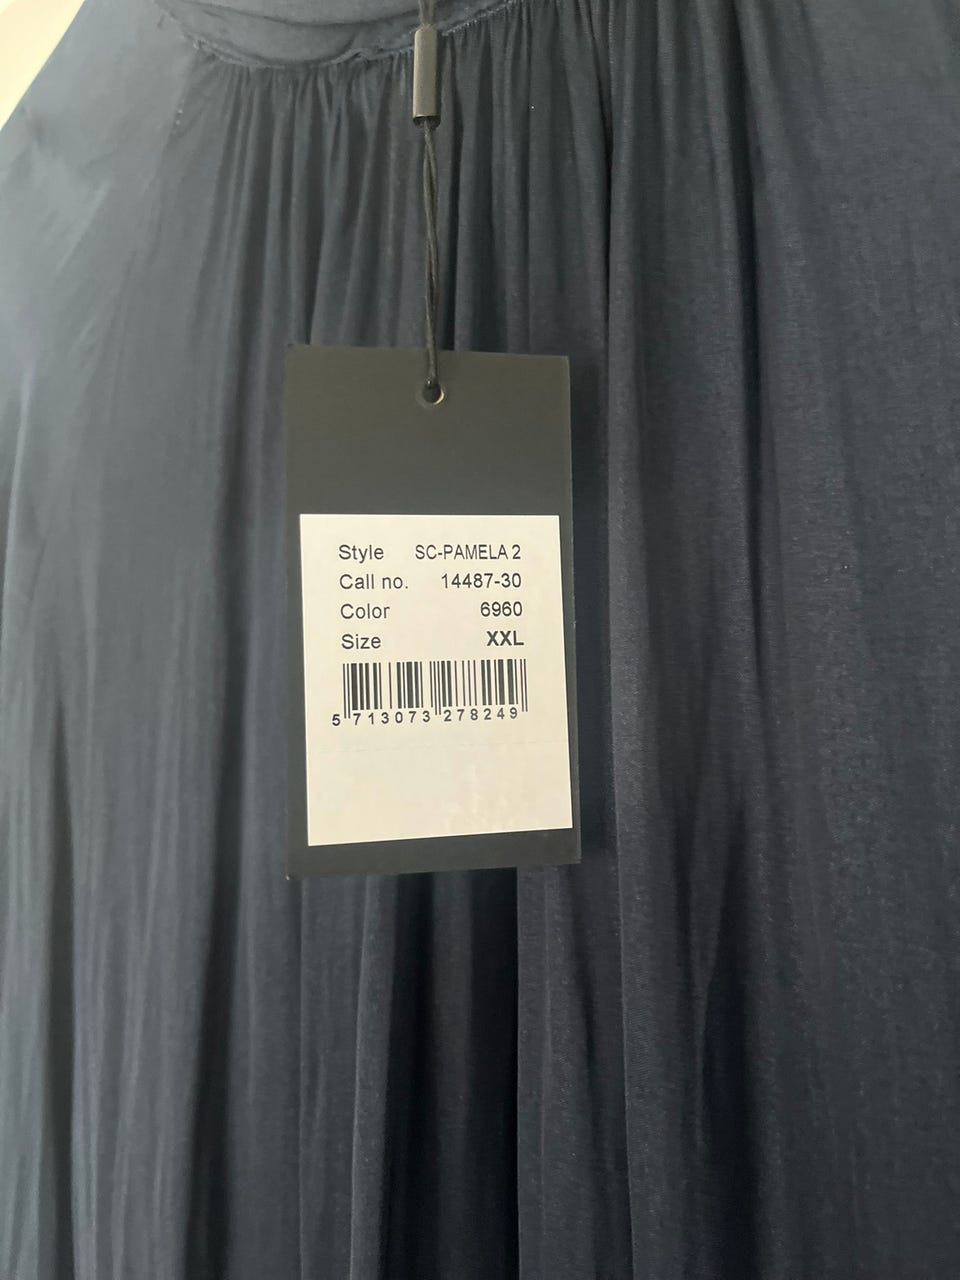 Style SC-PAMELA 2
Call no. 14487-30
Color 6960
Size XXL
5 713073 278249